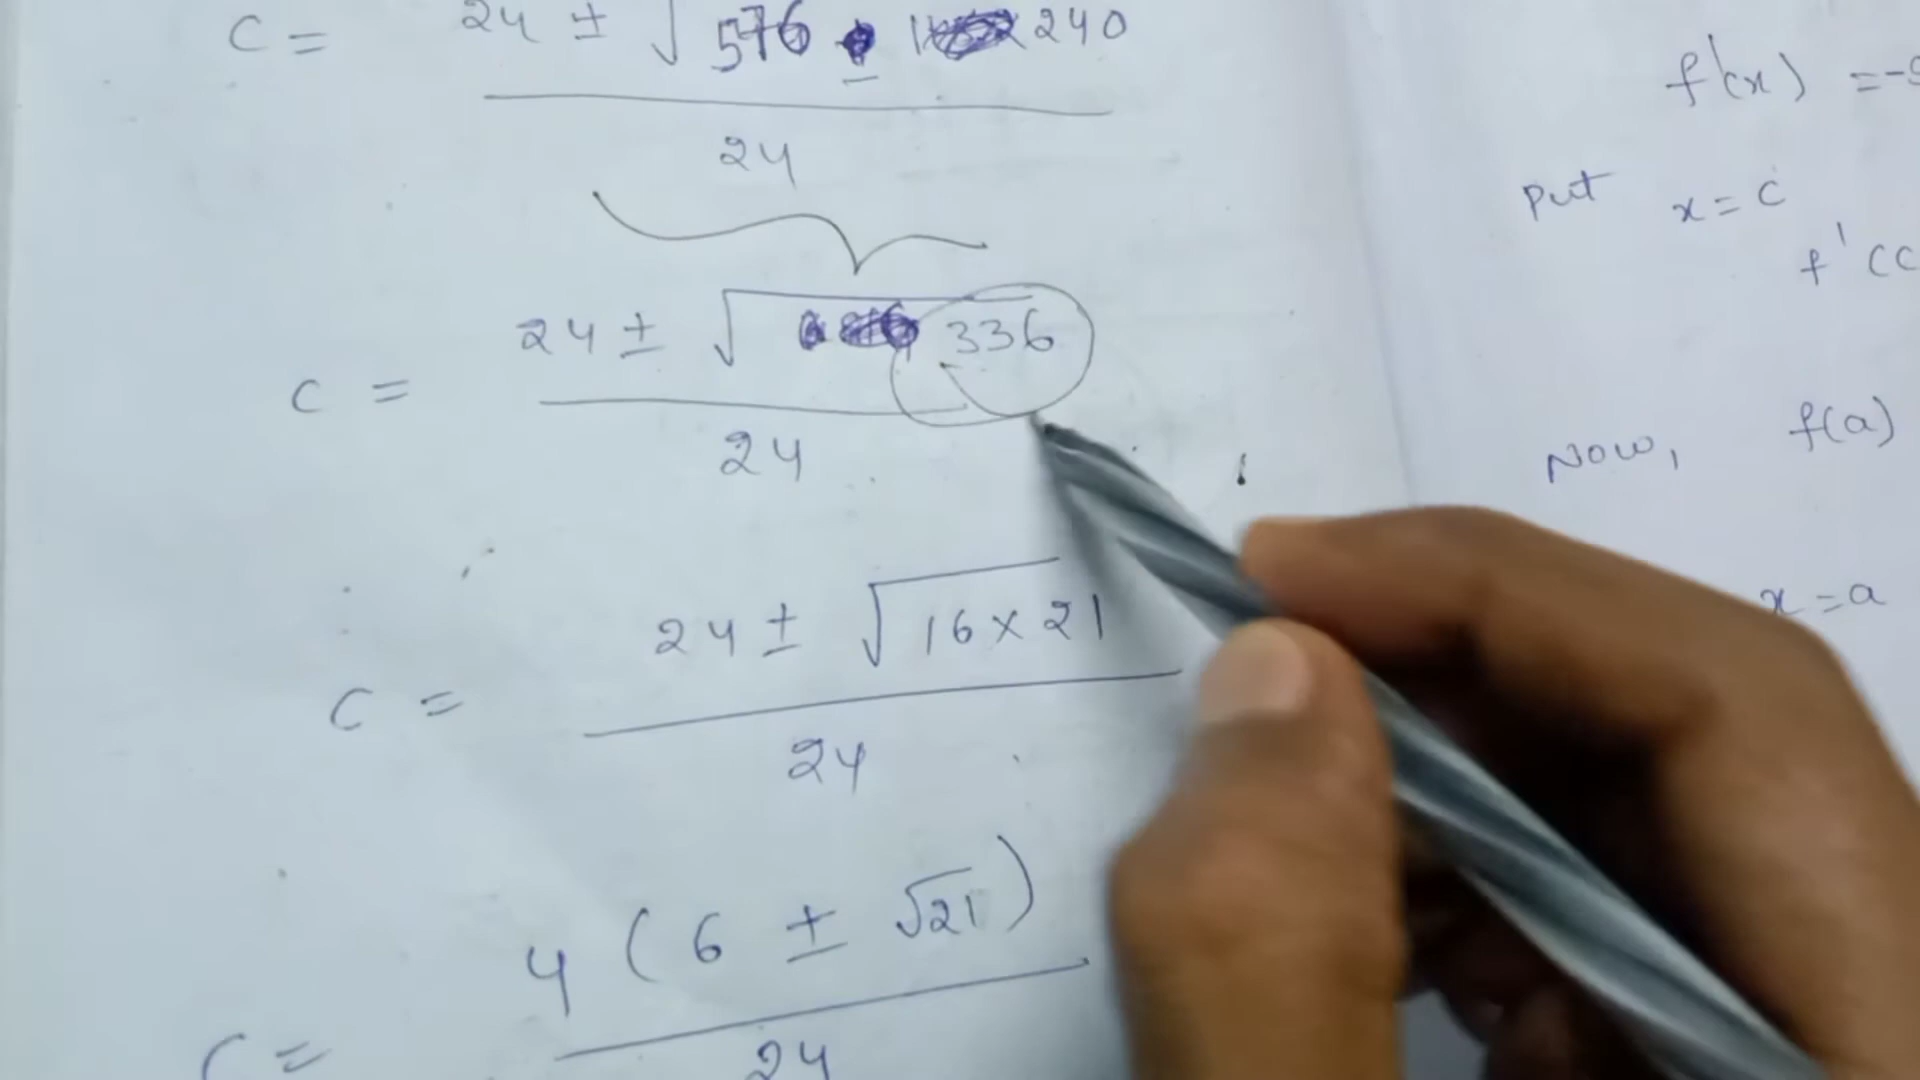 c = 24 ± √ 576 - 240
24
c = 24 ± √ 336
24
c = 24 ± √ 16 × 21
24
c = 4 ( 6 ± √21 )
24
f'(x) = -
Put x = c
f' (c
Now, f(a)
x = a